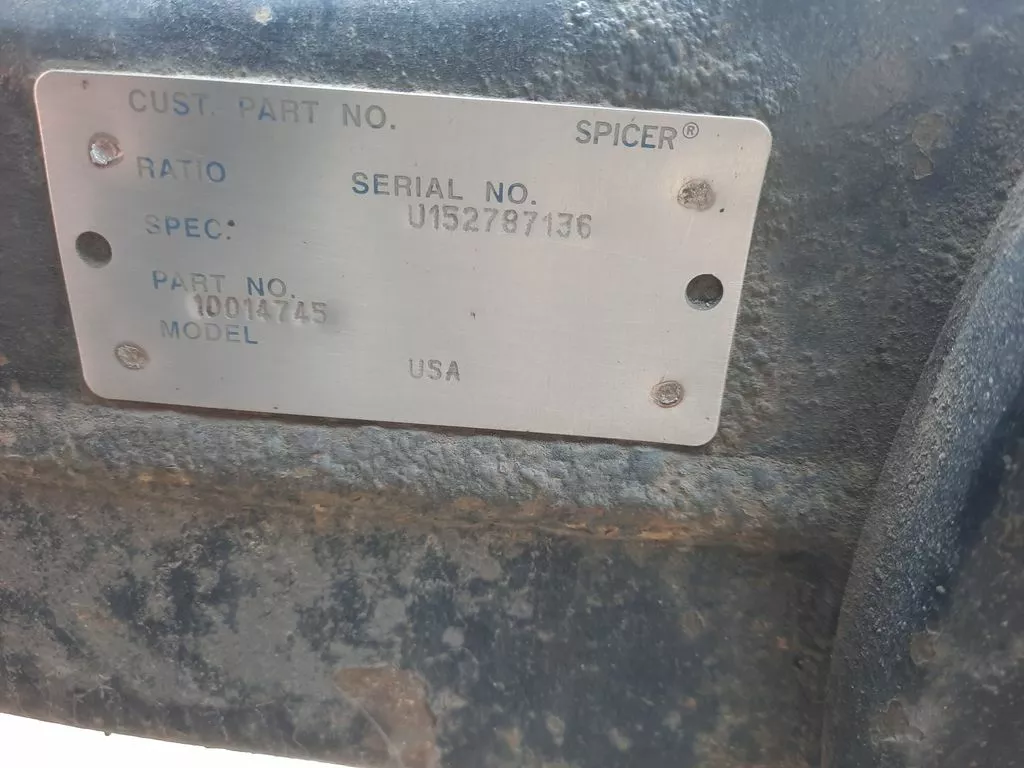 CUST. PART NO.
SPICER®
RATIO
SERIAL NO.
U152787136
SPEC.
PART NO.
10014745
MODEL
USA